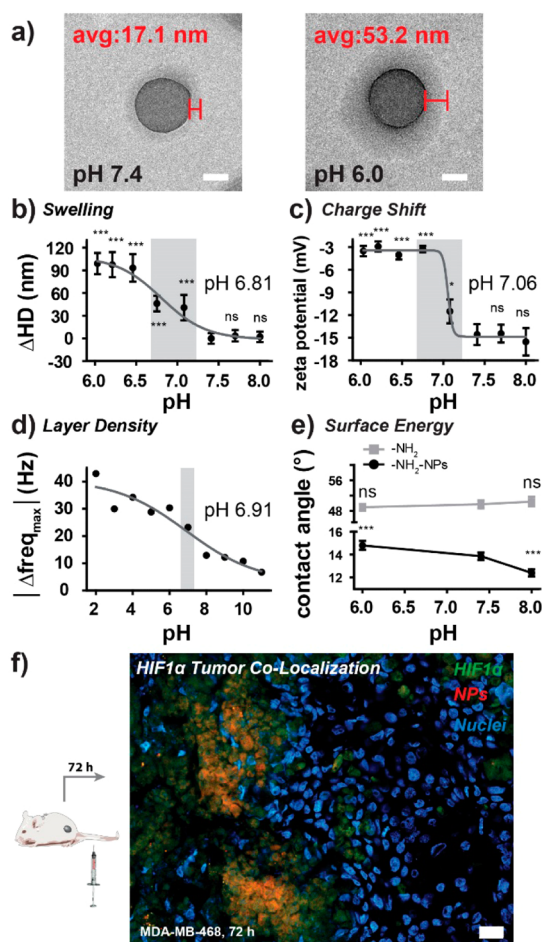 a)
avg:17.1 nm
avg:53.2 nm
pH 7.4
pH 6.0
b) Swelling
120
90
60
30
0
-30
ΔHD (nm)
***
***
***
***
***
ns
ns
pH 6.81
6.0 6.5 7.0 7.5 8.0
pH
c) Charge Shift
-3
-6
-9
-12
-15
-18
zeta potential (mV)
***
***
***
***
*
ns
ns
pH 7.06
6.0 6.5 7.0 7.5 8.0
pH
d) Layer Density
50
40
30
20
10
0
|Δfreqmax| (Hz)
pH 6.91
2 4 6 8 10
pH
e) Surface Energy
-NH2
-NH2-NPs
contact angle (°)
56
48
16
14
12
ns
ns
***
***
6.0 6.5 7.0 7.5 8.0
pH
f)
72 h
HIF1α Tumor Co-Localization
HIF1α
NPs
Nuclei
MDA-MB-468, 72 h